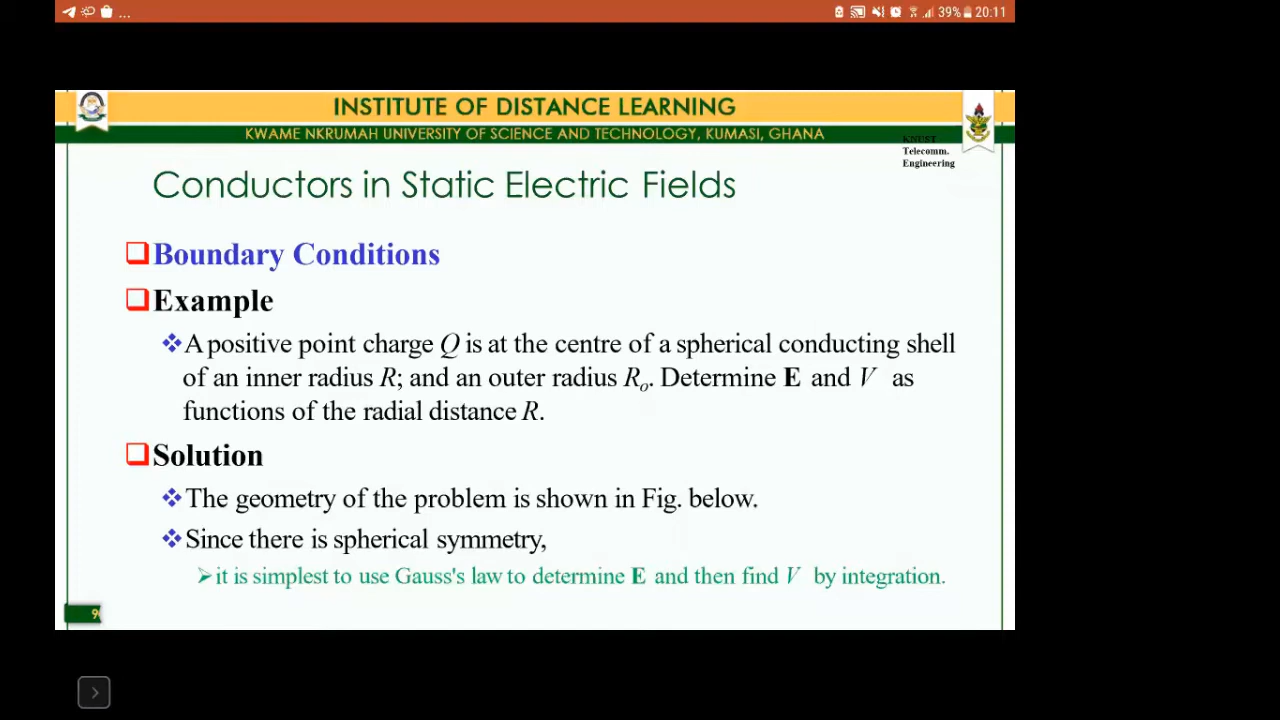 ... 39% 20:11
INSTITUTE OF DISTANCE LEARNING
KWAME NKRUMAH UNIVERSITY OF SCIENCE AND TECHNOLOGY, KUMASI, GHANA
KNUST
Telecomm.
Engineering
Conductors in Static Electric Fields
Boundary Conditions
Example
A positive point charge Q is at the centre of a spherical conducting shell
of an inner radius R; and an outer radius Rₒ. Determine E and V as
functions of the radial distance R.
Solution
The geometry of the problem is shown in Fig. below.
Since there is spherical symmetry,
it is simplest to use Gauss's law to determine E and then find V by integration.